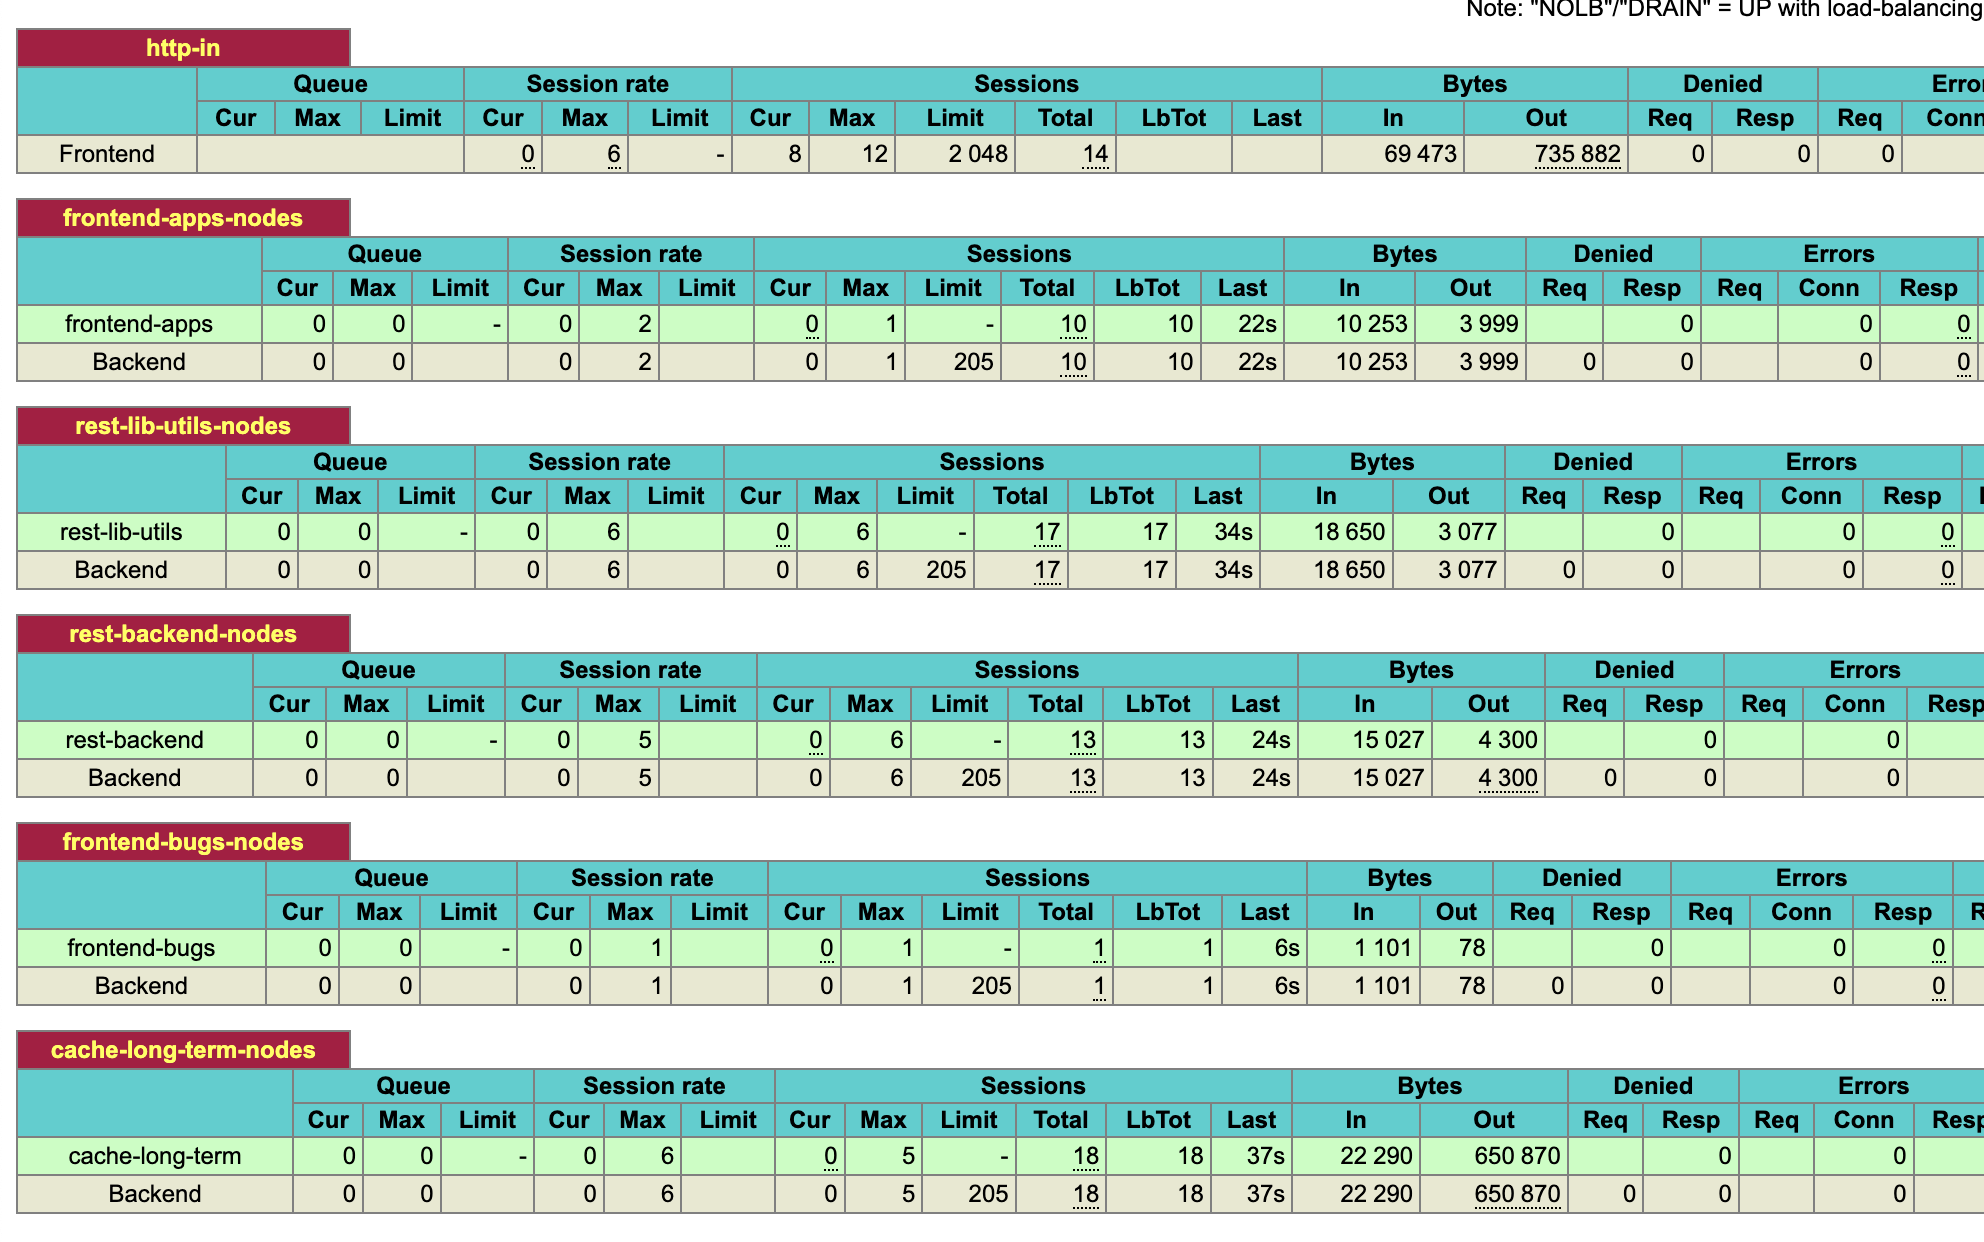 Note: "NOLB"/"DRAIN" = UP with load-balancing
http-in
Queue Session rate Sessions Bytes Denied
Cur Max Limit Cur Max Limit Cur Max Limit Total LbTot Last In Out Req Resp Req Conn
Frontend 0 6 - 8 12 2 048 14 69 473 735 882 0 0 0
frontend-apps-nodes
Queue Session rate Sessions Bytes Denied Errors
Cur Max Limit Cur Max Limit Cur Max Limit Total LbTot Last In Out Req Resp Req Conn Resp
frontend-apps 0 0 - 0 2 0 1 - 10 10 22s 10 253 3 999 0 0 0
Backend 0 0 0 2 0 1 205 10 10 22s 10 253 3 999 0 0 0 0
rest-lib-utils-nodes
Queue Session rate Sessions Bytes Denied Errors
Cur Max Limit Cur Max Limit Cur Max Limit Total LbTot Last In Out Req Resp Req Conn Resp
rest-lib-utils 0 0 - 0 6 0 6 - 17 17 34s 18 650 3 077 0 0 0
Backend 0 0 0 6 0 6 205 17 17 34s 18 650 3 077 0 0 0 0
rest-backend-nodes
Queue Session rate Sessions Bytes Denied Errors
Cur Max Limit Cur Max Limit Cur Max Limit Total LbTot Last In Out Req Resp Req Conn Resp
rest-backend 0 0 - 0 5 0 6 - 13 13 24s 15 027 4 300 0 0
Backend 0 0 0 5 0 6 205 13 13 24s 15 027 4 300 0 0 0
frontend-bugs-nodes
Queue Session rate Sessions Bytes Denied Errors
Cur Max Limit Cur Max Limit Cur Max Limit Total LbTot Last In Out Req Resp Req Conn Resp
frontend-bugs 0 0 - 0 1 0 1 - 1 1 6s 1 101 78 0 0 0
Backend 0 0 0 1 0 1 205 1 1 6s 1 101 78 0 0 0 0
cache-long-term-nodes
Queue Session rate Sessions Bytes Denied Errors
Cur Max Limit Cur Max Limit Cur Max Limit Total LbTot Last In Out Req Resp Req Conn Resp
cache-long-term 0 0 - 0 6 0 5 - 18 18 37s 22 290 650 870 0 0
Backend 0 0 0 6 0 5 205 18 18 37s 22 290 650 870 0 0 0